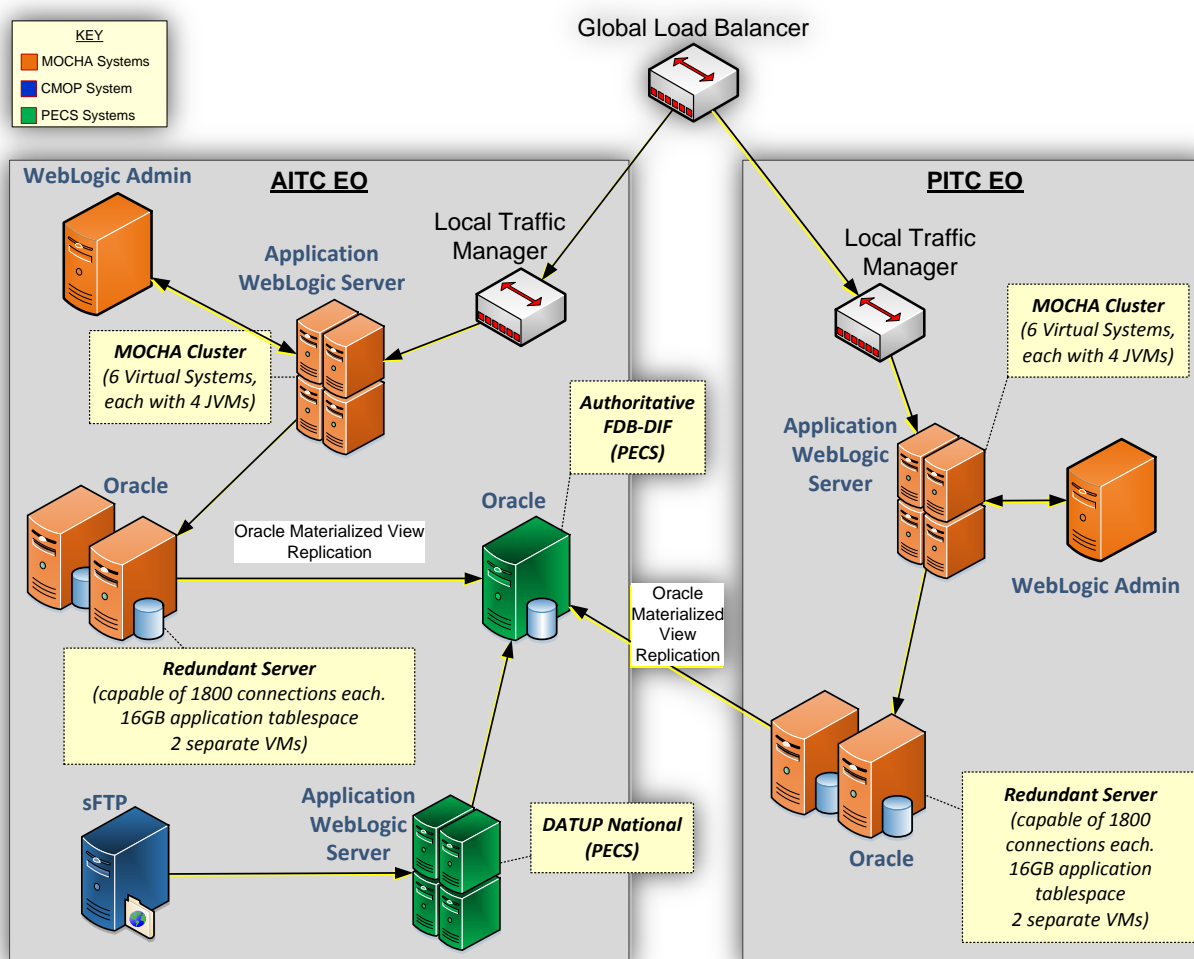 Global Load Balancer
KEY
MOCHA Systems
CMOP System
PECS Systems
AITC EO
WebLogic Admin
Local Traffic
Manager
Application
WebLogic Server
MOCHA Cluster
(6 Virtual Systems,
each with 4 JVMs)
Authoritative
FDB-DIF
(PECS)
Oracle
Oracle Materialized View
Replication
Oracle
Redundant Server
(capable of 1800 connections each.
16GB application tablespace
2 separate VMs)
sFTP
Application
WebLogic
Server
DATUP National
(PECS)
Oracle
Materialized
View
Replication
PITC EO
Local Traffic
Manager
MOCHA Cluster
(6 Virtual Systems,
each with 4 JVMs)
Application
WebLogic
Server
WebLogic Admin
Oracle
Redundant Server
(capable of 1800
connections each.
16GB application
tablespace
2 separate VMs)